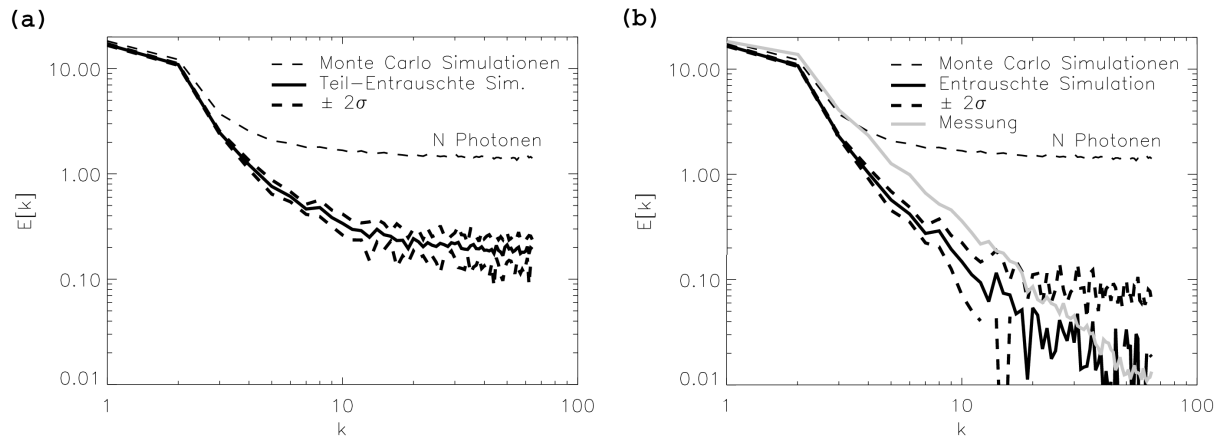 (a)
10.00
1.00
0.10
0.01
E[k]
1
10
100
k
Monte Carlo Simulationen
Teil-Entrauschte Sim.
± 2σ
N Photonen
(b)
10.00
1.00
0.10
0.01
E[k]
1
10
100
k
Monte Carlo Simulationen
Entrauschte Simulation
± 2σ
Messung
N Photonen